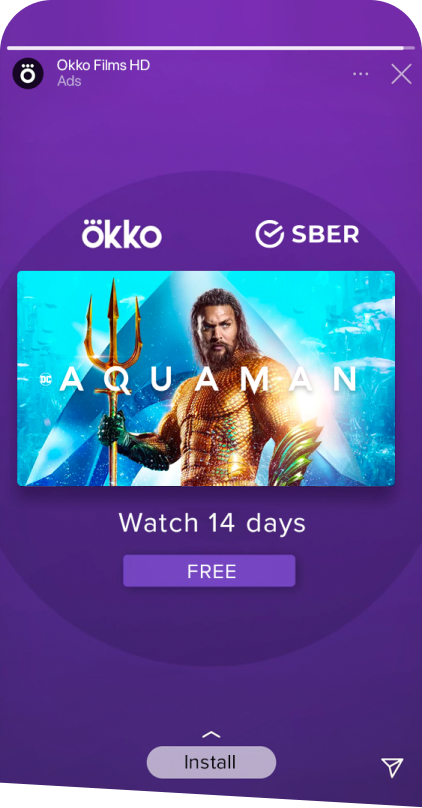 Okko Films HD
Ads
ökko
SBER
DC
AQUAMAN
Watch 14 days
FREE
Install